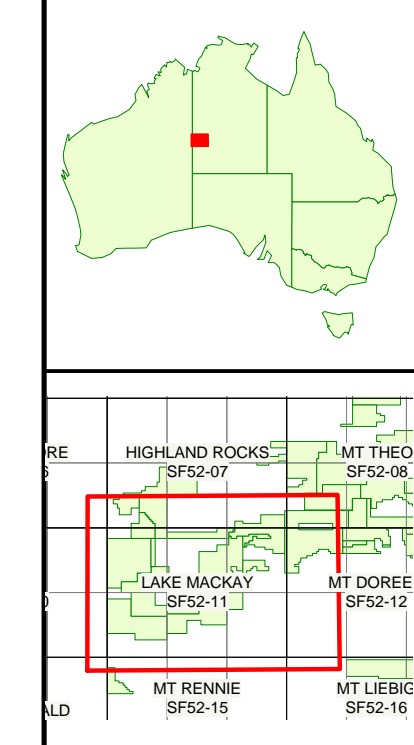 RE
HIGHLAND ROCKS
SF52-07
MT THEO
SF52-08
LAKE MACKAY
SF52-11
MT DOREE
SF52-12
MT RENNIE
SF52-15
MT LIEBIG
SF52-16
ALD